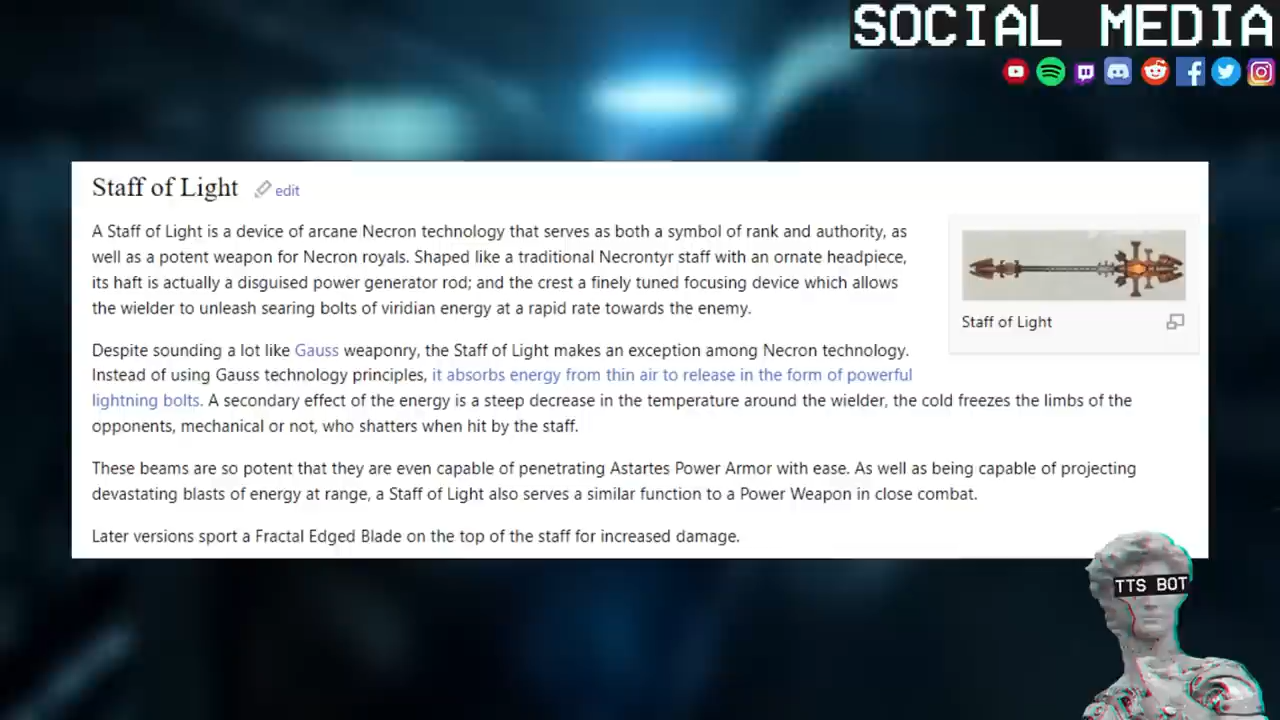 SOCIAL MEDIA
Staff of Light edit
A Staff of Light is a device of arcane Necron technology that serves as both a symbol of rank and authority, as
well as a potent weapon for Necron royals. Shaped like a traditional Necrontyr staff with an ornate headpiece,
its haft is actually a disguised power generator rod; and the crest a finely tuned focusing device which allows
the wielder to unleash searing bolts of viridian energy at a rapid rate towards the enemy.
Staff of Light
Despite sounding a lot like Gauss weaponry, the Staff of Light makes an exception among Necron technology.
Instead of using Gauss technology principles, it absorbs energy from thin air to release in the form of powerful
lightning bolts. A secondary effect of the energy is a steep decrease in the temperature around the wielder, the cold freezes the limbs of the
opponents, mechanical or not, who shatters when hit by the staff.
These beams are so potent that they are even capable of penetrating Astartes Power Armor with ease. As well as being capable of projecting
devastating blasts of energy at range, a Staff of Light also serves a similar function to a Power Weapon in close combat.
Later versions sport a Fractal Edged Blade on the top of the staff for increased damage.
TTS BOT